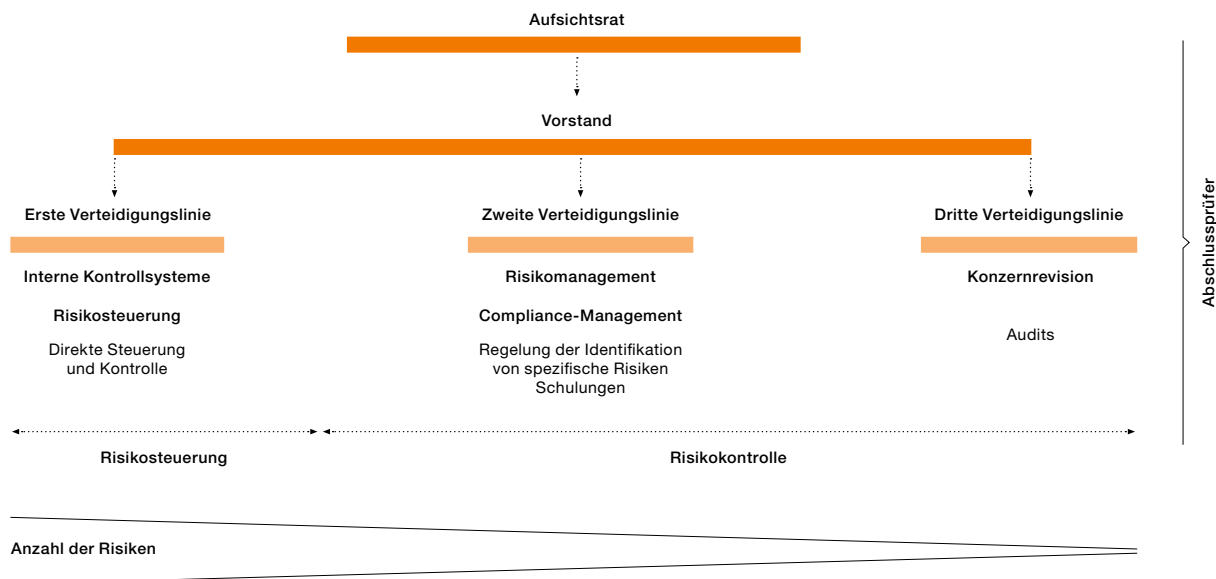 Aufsichtsrat
Vorstand
Erste Verteidigungslinie
Interne Kontrollsysteme
Risikosteuerung
Direkte Steuerung
und Kontrolle
Zweite Verteidigungslinie
Risikomanagement
Compliance-Management
Regelung der Identifikation
von spezifische Risiken
Schulungen
Dritte Verteidigungslinie
Konzernrevision
Audits
Abschlussprüfer
Risikosteuerung
Risikokontrolle
Anzahl der Risiken